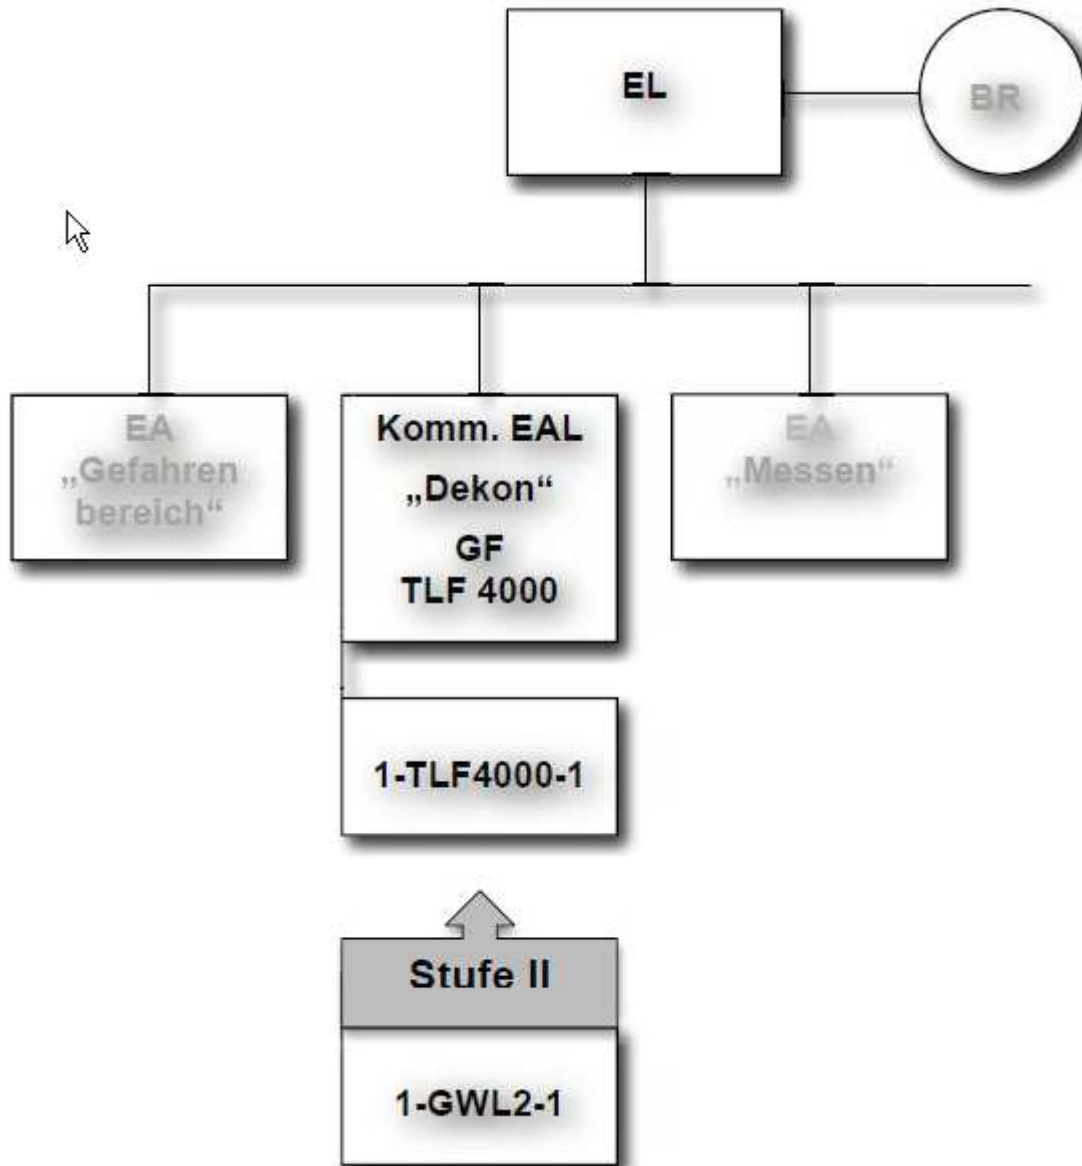 EL
BR
EA
„Gefahren
bereich“
Komm. EAL
„Dekon“
GF
TLF 4000
EA
„Messen“
1-TLF4000-1
Stufe II
1-GWL2-1